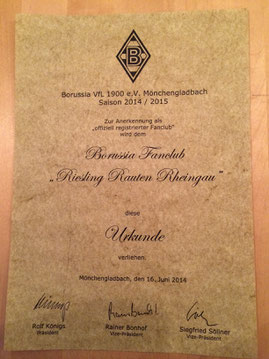 B
Borussia VfL 1900 e.V. Mönchengladbach
Saison 2014 / 2015
Zur Anerkennung als
„offiziell registrierter Fanclub"
wird dem
Borussia Fanclub
„Riesling Rauten Rheingau"
diese
Urkunde
verliehen.
Mönchengladbach, den 16. Juni 2014
Rolf Königs
Präsident
Rainer Bonhof
Vize-Präsident
Siegfried Söllner
Vize-Präsident